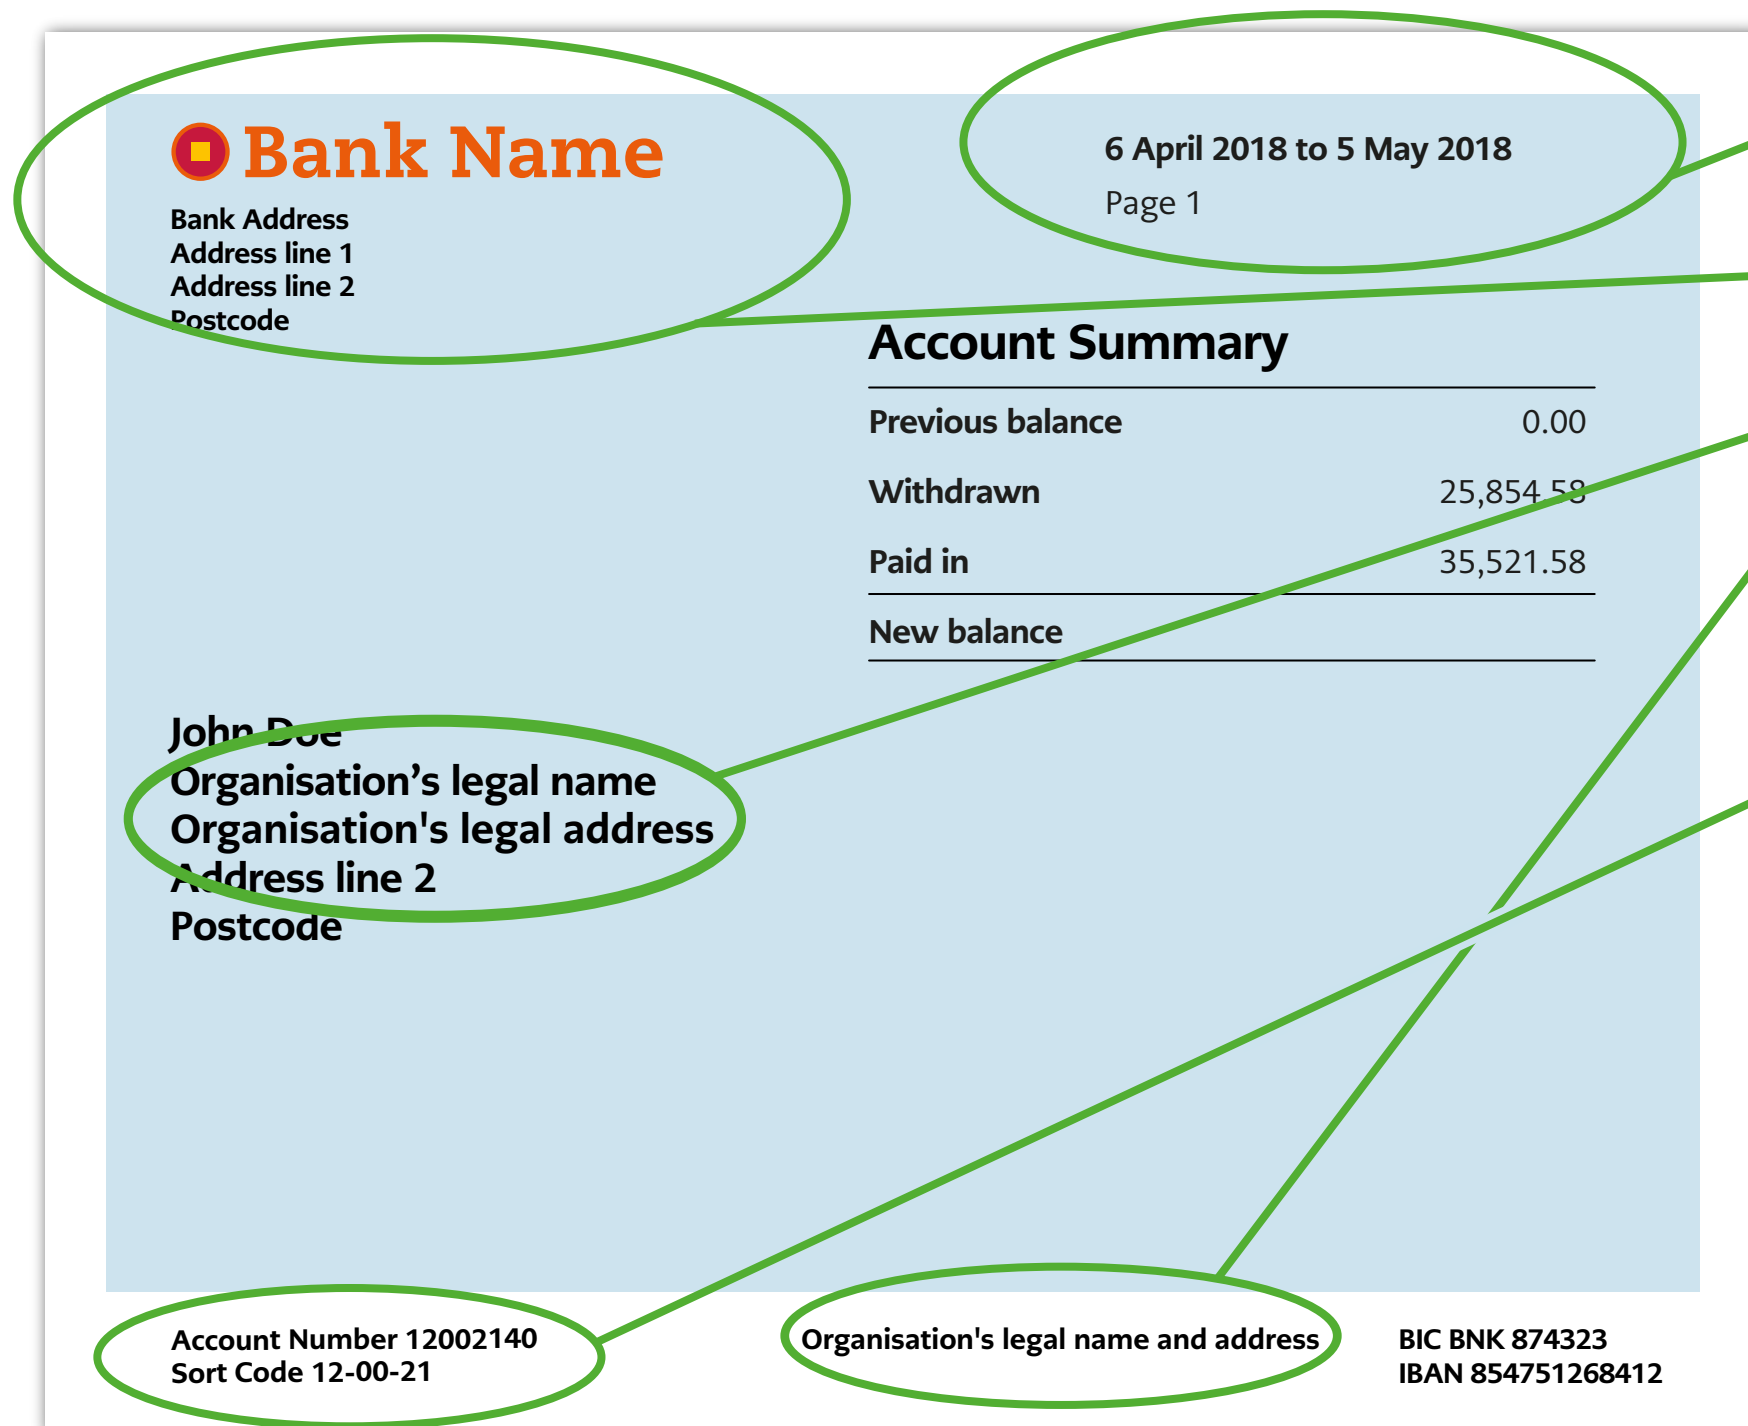 Bank Name
Bank Address
Address line 1
Address line 2
Postcode
6 April 2018 to 5 May 2018
Page 1
Account Summary
Previous balance 0.00
Withdrawn 25,854.58
Paid in 35,521.58
New balance
John Doe
Organisation’s legal name
Organisation's legal address
Address line 2
Postcode
Account Number 12002140
Sort Code 12-00-21
Organisation's legal name and address
BIC BNK 874323
IBAN 854751268412